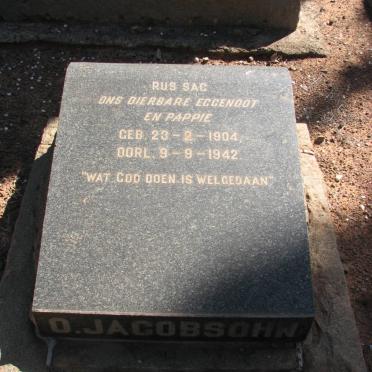 RUS SAG
ONS DIERBARE EGGENOOT
EN PAPPIE
GEB. 23-2-1904.
OORL. 9-9-1942.
"WAT GOD DOEN IS WELGEDAAN"
O. JACOBSOHN